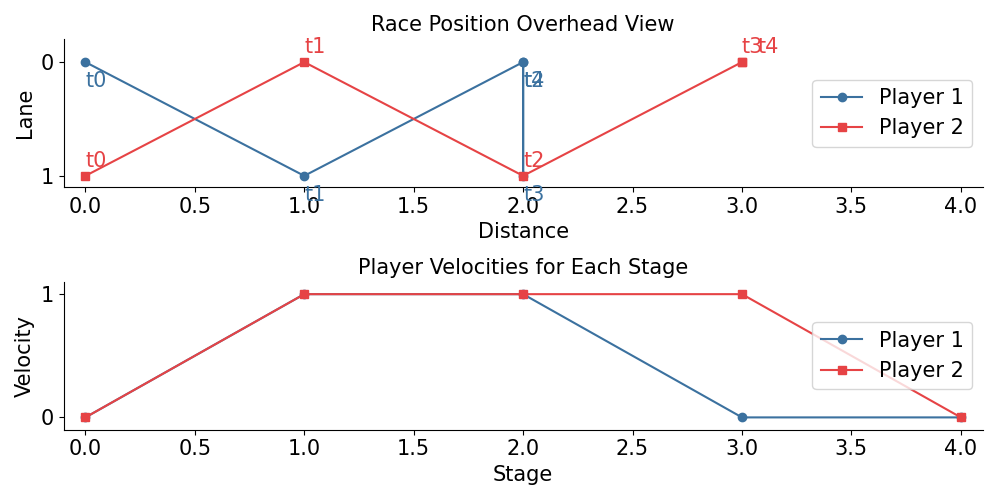 Race Position Overhead View
Lane
0
1
t0
t0
t1
t1
t2
t4
t2
t3
t3
t4
Player 1
Player 2
0.0 0.5 1.0 1.5 2.0 2.5 3.0 3.5 4.0
Distance
Player Velocities for Each Stage
Velocity
1
0
Player 1
Player 2
0.0 0.5 1.0 1.5 2.0 2.5 3.0 3.5 4.0
Stage